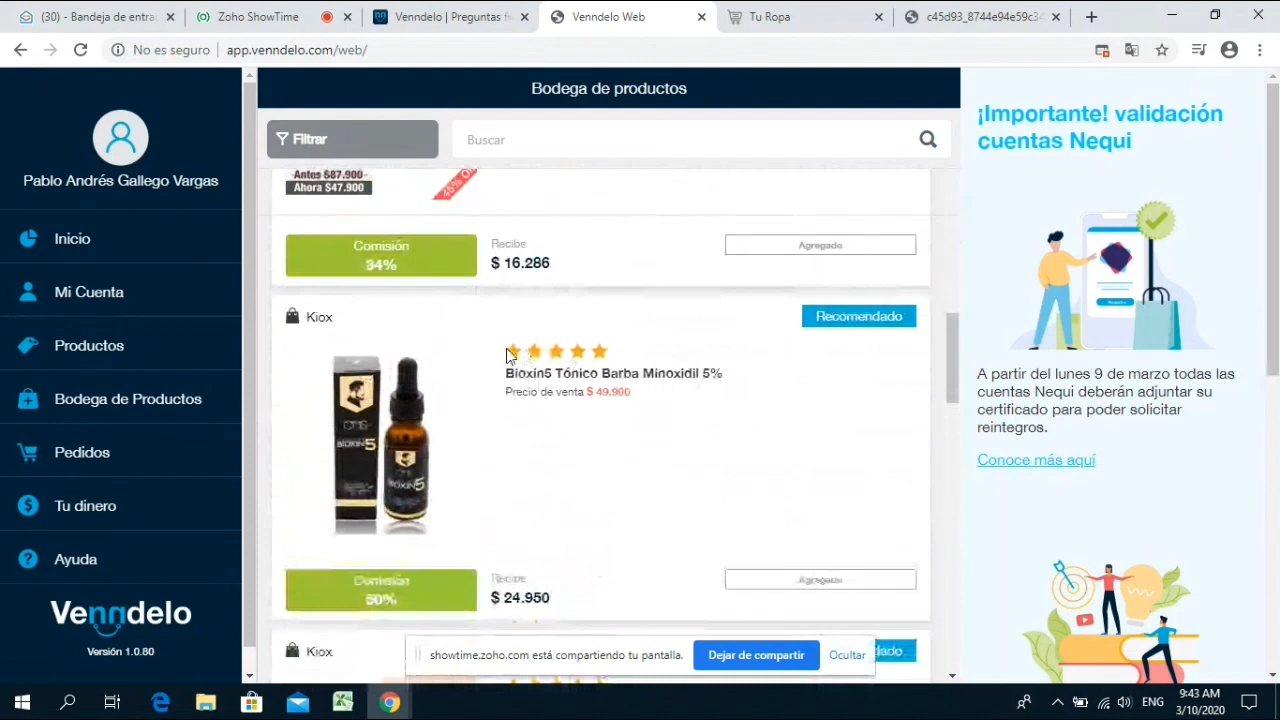 (30) - Bandeja de entra
Zoho ShowTime
Venndelo | Preguntas fr
Venndelo Web
Tu Ropa
c45d93_8744e94e59c34
No es seguro
app.venndelo.com/web/
Pablo Andrés Gallego Vargas
Inicio
Mi Cuenta
Productos
Bodega de Productos
Pedidos
Tu dinero
Ayuda
Venndelo
Versión 1.0.80
Bodega de productos
Filtrar
Buscar
Antes $87.900
Ahora $47.900
45% O
Comisión
34%
Recibe
$ 16.286
Agregado
Kiox
Recomendado
Bioxin5 Tónico Barba Minoxidil 5%
Precio de venta $ 49.900
BIOXIN5
BIOXIN5
Comisión
50%
Recibe
$ 24.950
Agregado
Kiox
dado
showtime.zoho.com está compartiendo tu pantalla.
Dejar de compartir
Ocultar
¡Importante! validación
cuentas Nequi
A partir del lunes 9 de marzo todas las
cuentas Nequi deberán adjuntar su
certificado para poder solicitar
reintegros.
Conoce más aquí
ENG
9:43 AM
3/10/2020